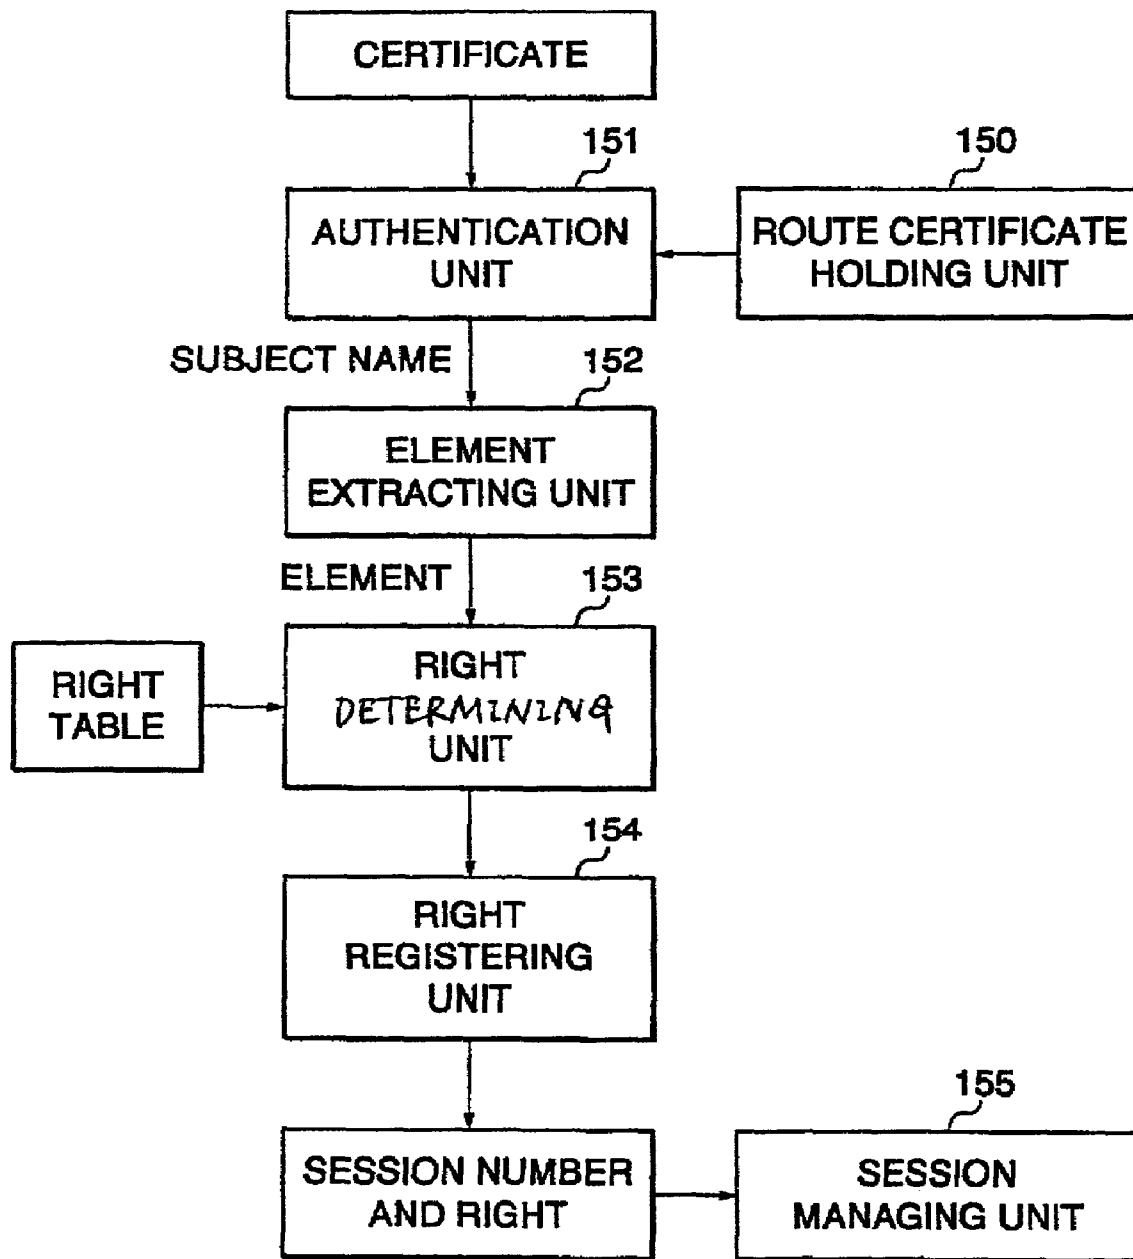 CERTIFICATE
151
150
AUTHENTICATION
UNIT
ROUTE CERTIFICATE
HOLDING UNIT
SUBJECT NAME
152
ELEMENT
EXTRACTING UNIT
ELEMENT
153
RIGHT
TABLE
RIGHT
DETERMINING
UNIT
154
RIGHT
REGISTERING
UNIT
155
SESSION NUMBER
AND RIGHT
SESSION
MANAGING UNIT